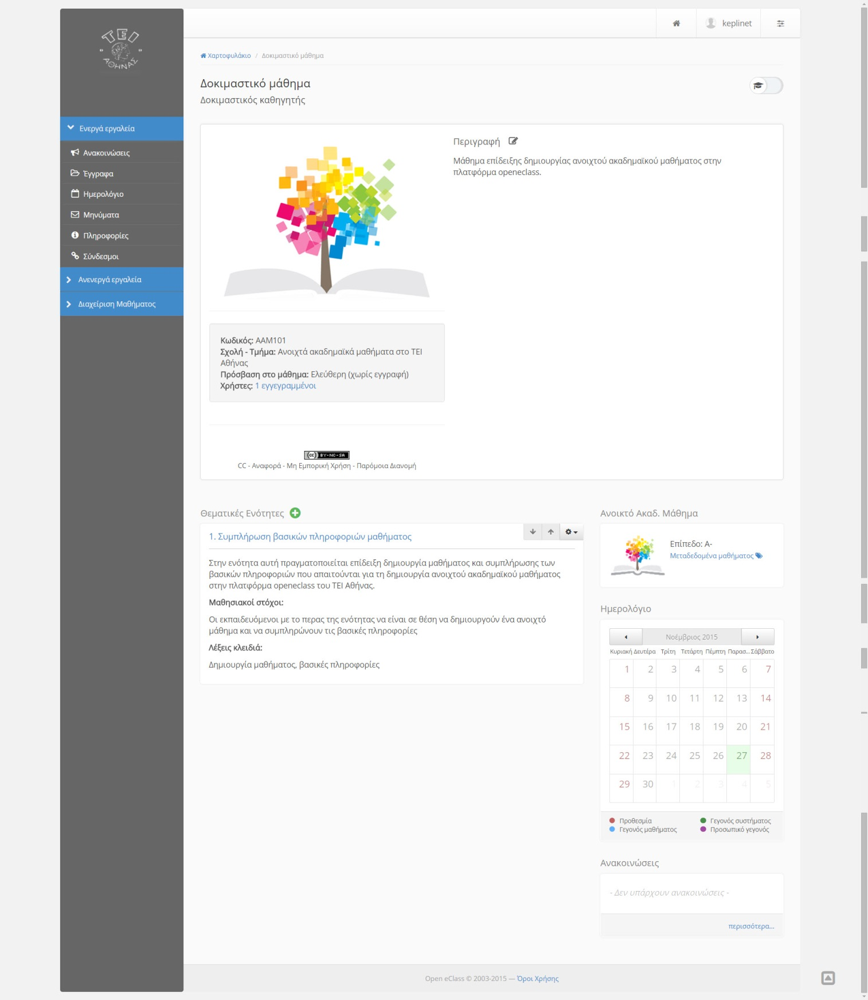 ΤΕΙ
ΑΘΗΝΑΣ
keplinet
Χαρτοφυλάκιο / Δοκιμαστικό μάθημα
Δοκιμαστικό μάθημα
Δοκιμαστικός καθηγητής
Ενεργά εργαλεία
Ανακοινώσεις
Έγγραφα
Ημερολόγιο
Μηνύματα
Πληροφορίες
Σύνδεσμοι
Ανενεργά εργαλεία
Διαχείριση Μαθήματος
Περιγραφή
Μάθημα επίδειξης δημιουργίας ανοιχτού ακαδημαϊκού μαθήματος στην
πλατφόρμα openeclass.
Κωδικός: AAM101
Σχολή - Τμήμα: Ανοιχτά ακαδημαϊκά μαθήματα στο ΤΕΙ
Αθήνας
Πρόσβαση στο μάθημα: Ελεύθερη (χωρίς εγγραφή)
Χρήστες: 1 εγγεγραμμένοι
cc BY-NC-SA
CC - Αναφορά - Μη Εμπορική Χρήση - Παρόμοια Διανομή
Θεματικές Ενότητες
1. Συμπλήρωση βασικών πληροφοριών μαθήματος
Στην ενότητα αυτή πραγματοποιείται επίδειξη δημιουργία μαθήματος και συμπλήρωσης των
βασικών πληροφοριών που απαιτούνται για τη δημιουργία ανοιχτού ακαδημαϊκού μαθήματος
στην πλατφόρμα openeclass του ΤΕΙ Αθήνας.
Μαθησιακοί στόχοι:
Οι εκπαιδευόμενοι με το περας της ενότητας να είναι σε θέση να δημιουργούν ένα ανοιχτό
μάθημα και να συμπληρώνουν τις βασικές πληροφορίες
Λέξεις κλειδιά:
Δημιουργία μαθήματος, βασικές πληροφορίες
Ανοικτό Ακαδ. Μάθημα
Επίπεδο: A-
Μεταδεδομένα μαθήματος
Ημερολόγιο
Νοέμβριος 2015
Κυριακή Δευτέρα Τρίτη Τετάρτη Πέμπτη Παρασ... Σάββατο
1 2 3 4 5 6 7
8 9 10 11 12 13 14
15 16 17 18 19 20 21
22 23 24 25 26 27 28
29 30 1 2 3 4 5
Προθεσμία Γεγονός συστήματος
Γεγονός μαθήματος Προσωπικό γεγονός
Ανακοινώσεις
- Δεν υπάρχουν ανακοινώσεις -
περισσότερα...
Open eClass © 2003-2015 — Όροι Χρήσης